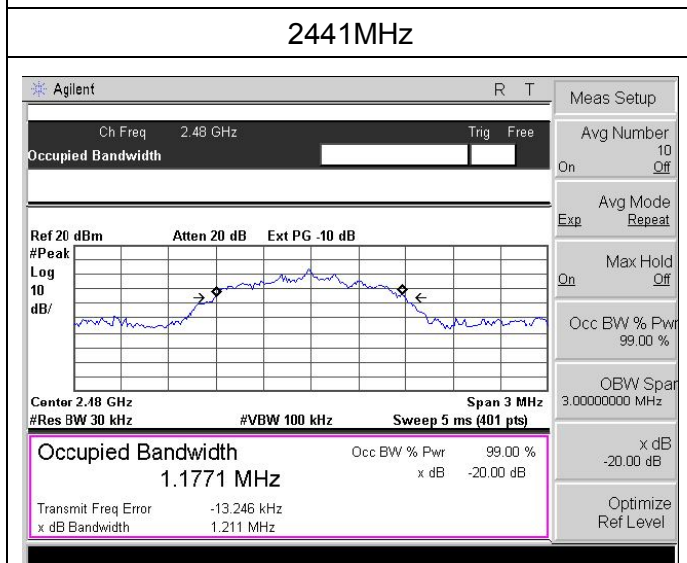 2441MHz
Agilent R T
Meas Setup
Ch Freq 2.48 GHz Trig Free
Occupied Bandwidth
Avg Number
10
On Off
Avg Mode
Exp Repeat
Max Hold
On Off
Occ BW % Pwr
99.00 %
OBW Span
3.00000000 MHz
x dB
-20.00 dB
Optimize
Ref Level
Ref 20 dBm Atten 20 dB Ext PG -10 dB
#Peak
Log
10
dB/
Center 2.48 GHz Span 3 MHz
#Res BW 30 kHz #VBW 100 kHz Sweep 5 ms (401 pts)
Occupied Bandwidth
1.1771 MHz
Occ BW % Pwr 99.00 %
x dB -20.00 dB
Transmit Freq Error -13.246 kHz
x dB Bandwidth 1.211 MHz